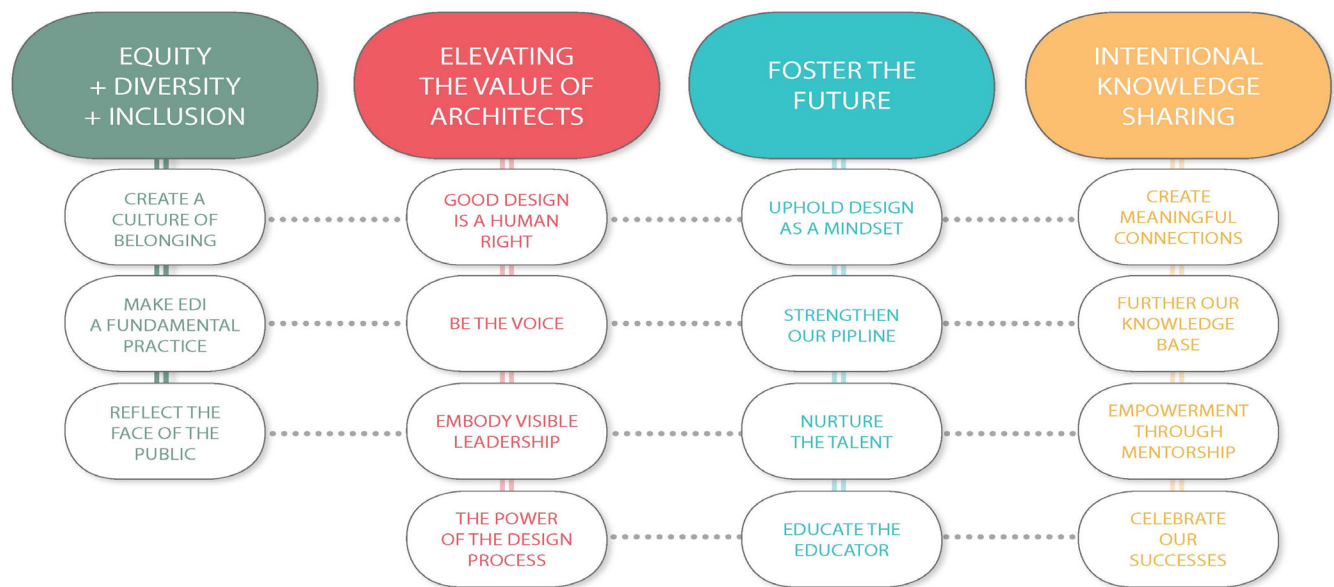 EQUITY
+ DIVERSITY
+ INCLUSION
ELEVATING
THE VALUE OF
ARCHITECTS
FOSTER THE
FUTURE
INTENTIONAL
KNOWLEDGE
SHARING
CREATE A
CULTURE OF
BELONGING
GOOD DESIGN
IS A HUMAN
RIGHT
UPHOLD DESIGN
AS A MINDSET
CREATE
MEANINGFUL
CONNECTIONS
MAKE EDI
A FUNDAMENTAL
PRACTICE
BE THE VOICE
STRENGTHEN
OUR PIPLINE
FURTHER OUR
KNOWLEDGE
BASE
REFLECT THE
FACE OF THE
PUBLIC
EMBODY VISIBLE
LEADERSHIP
NURTURE
THE TALENT
EMPOWERMENT
THROUGH
MENTORSHIP
THE POWER
OF THE DESIGN
PROCESS
EDUCATE THE
EDUCATOR
CELEBRATE
OUR
SUCCESSES